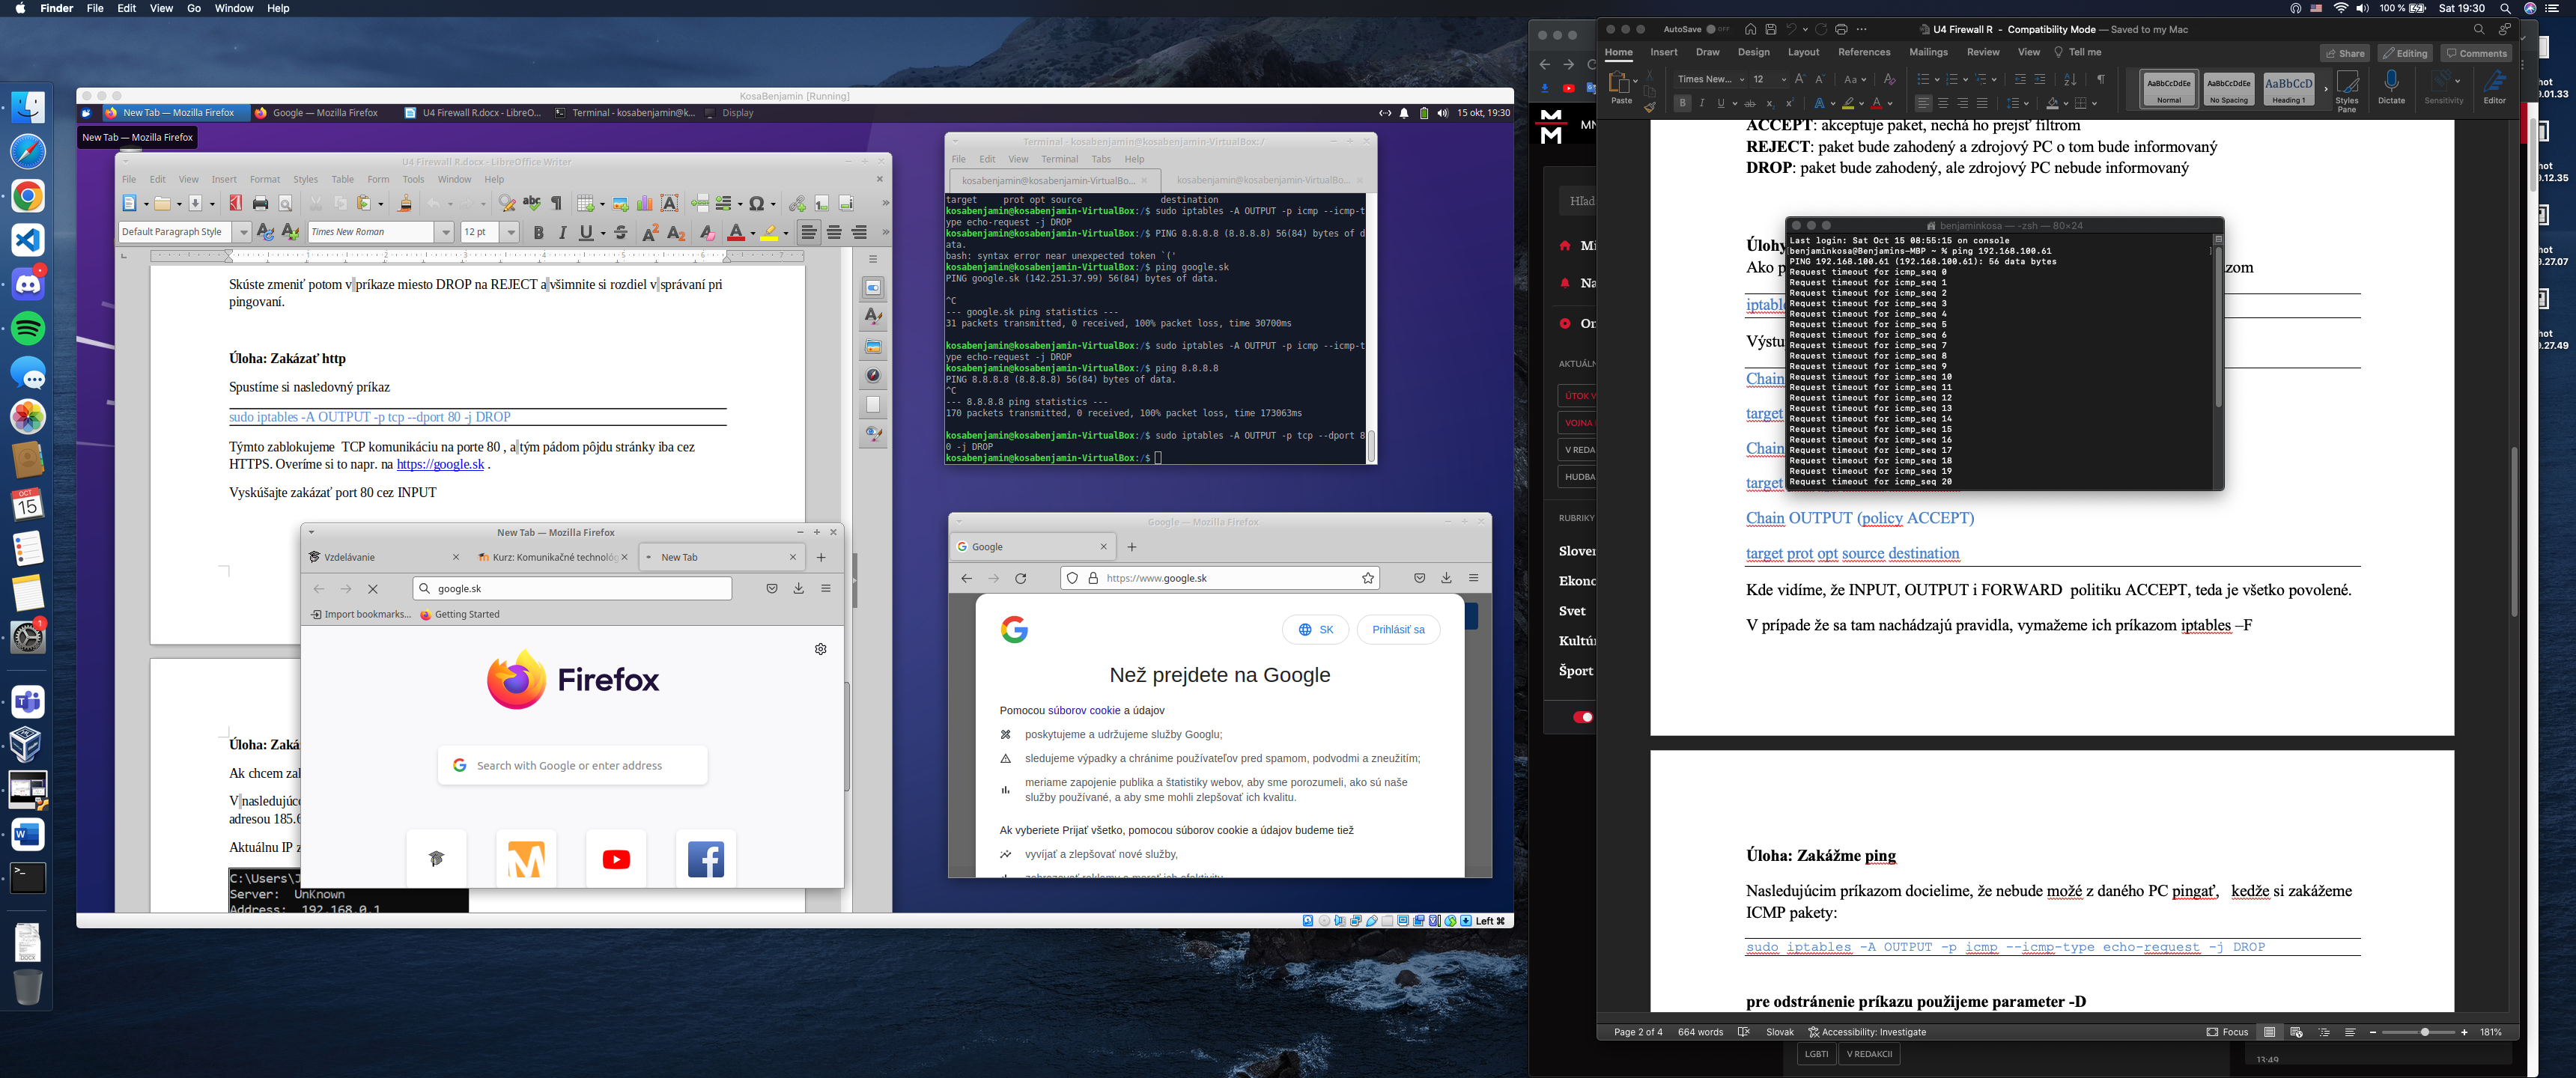 Finder File Edit View Go Window Help
100 % Sat 19:30
KosaBenjamin [Running]
New Tab — Mozilla Firefox
Google — Mozilla Firefox
U4 Firewall R.docx - LibreO...
Terminal - kosabenjamin@k...
Display
15 okt, 19:30
New Tab — Mozilla Firefox
U4 Firewall R.docx - LibreOffice Writer
File Edit View Insert Format Styles Table Form Tools Window Help
Default Paragraph Style
Times New Roman
12 pt
Skúste zmeniť potom v príkaze miesto DROP na REJECT a všimnite si rozdiel v správaní pri
pingovaní.
Úloha: Zakázať http
Spustíme si nasledovný príkaz
sudo iptables -A OUTPUT -p tcp --dport 80 -j DROP
Týmto zablokujeme  TCP komunikáciu na porte 80 , a tým pádom pôjdu stránky iba cez
HTTPS. Overíme si to napr. na https://google.sk .
Vyskúšajte zakázať port 80 cez INPUT
Úloha: Zaká
Ak chcem zal
V nasledujúc
adresou 185.6
Aktuálnu IP z
C:\Users\J
Server:  UnKnown
Address:  192.168.0.1
New Tab — Mozilla Firefox
Vzdelávanie
Kurz: Komunikačné technológ
New Tab
google.sk
Import bookmarks...
Getting Started
Firefox
Search with Google or enter address
Terminal - kosabenjamin@kosabenjamin-VirtualBox: /
File Edit View Terminal Tabs Help
kosabenjamin@kosabenjamin-VirtualBo...
kosabenjamin@kosabenjamin-VirtualBo...
target     prot opt source               destination
kosabenjamin@kosabenjamin-VirtualBox:/$ sudo iptables -A OUTPUT -p icmp --icmp-t
ype echo-request -j DROP
kosabenjamin@kosabenjamin-VirtualBox:/$ PING 8.8.8.8 (8.8.8.8) 56(84) bytes of d
ata.
bash: syntax error near unexpected token `('
kosabenjamin@kosabenjamin-VirtualBox:/$ ping google.sk
PING google.sk (142.251.37.99) 56(84) bytes of data.
^C
--- google.sk ping statistics ---
31 packets transmitted, 0 received, 100% packet loss, time 30700ms
kosabenjamin@kosabenjamin-VirtualBox:/$ sudo iptables -A OUTPUT -p icmp --icmp-t
ype echo-request -j DROP
kosabenjamin@kosabenjamin-VirtualBox:/$ ping 8.8.8.8
PING 8.8.8.8 (8.8.8.8) 56(84) bytes of data.
^C
--- 8.8.8.8 ping statistics ---
170 packets transmitted, 0 received, 100% packet loss, time 173063ms
kosabenjamin@kosabenjamin-VirtualBox:/$ sudo iptables -A OUTPUT -p tcp --dport 8
0 -j DROP
kosabenjamin@kosabenjamin-VirtualBox:/$
Google — Mozilla Firefox
Google
https://www.google.sk
SK
Prihlásiť sa
Než prejdete na Google
Pomocou súborov cookie a údajov
poskytujeme a udržujeme služby Googlu;
sledujeme výpadky a chránime používateľov pred spamom, podvodmi a zneužitím;
meriame zapojenie publika a štatistiky webov, aby sme porozumeli, ako sú naše
služby používané, a aby sme mohli zlepšovať ich kvalitu.
Ak vyberiete Prijať všetko, pomocou súborov cookie a údajov budeme tiež
vyvíjať a zlepšovať nové služby,
Left ⌘
OCT
15
Hľad
AKTUÁLN
ÚTOK V
VOJNA
V REDA
HUDBA
RUBRIKY
Slover
Ekono
Svet
Kultúr
Šport
LGBTI
V REDAKCII
13:49
AutoSave OFF
U4 Firewall R - Compatibility Mode — Saved to my Mac
Home Insert Draw Design Layout References Mailings Review View Tell me
Share
Editing
Comments
Paste
Times New...
12
AaBbCcDdEe
Normal
AaBbCcDdEe
No Spacing
AaBbCcD
Heading 1
Styles
Pane
Dictate
Sensitivity
Editor
ACCEPT: akceptuje paket, nechá ho prejsť filtrom
REJECT: paket bude zahodený a zdrojový PC o tom bude informovaný
DROP: paket bude zahodený, ale zdrojový PC nebude informovaný
Úlohy
Ako p
zom
iptabl
Výstu
Chain
target
Chain
target
Chain OUTPUT (policy ACCEPT)
target prot opt source destination
Kde vidíme, že INPUT, OUTPUT i FORWARD  politiku ACCEPT, teda je všetko povolené.
V prípade že sa tam nachádzajú pravidla, vymažeme ich príkazom iptables –F
Úloha: Zakážme ping
Nasledujúcim príkazom docielime, že nebude možé z daného PC pingať,   kedže si zakážeme
ICMP pakety:
sudo iptables -A OUTPUT -p icmp --icmp-type echo-request -j DROP
pre odstránenie príkazu použijeme parameter -D
Page 2 of 4
664 words
Slovak
Accessibility: Investigate
Focus
181%
benjaminkosa — -zsh — 80×24
Last login: Sat Oct 15 08:55:15 on console
benjaminkosa@Benjamins-MBP ~ % ping 192.168.100.61
PING 192.168.100.61 (192.168.100.61): 56 data bytes
Request timeout for icmp_seq 0
Request timeout for icmp_seq 1
Request timeout for icmp_seq 2
Request timeout for icmp_seq 3
Request timeout for icmp_seq 4
Request timeout for icmp_seq 5
Request timeout for icmp_seq 6
Request timeout for icmp_seq 7
Request timeout for icmp_seq 8
Request timeout for icmp_seq 9
Request timeout for icmp_seq 10
Request timeout for icmp_seq 11
Request timeout for icmp_seq 12
Request timeout for icmp_seq 13
Request timeout for icmp_seq 14
Request timeout for icmp_seq 15
Request timeout for icmp_seq 16
Request timeout for icmp_seq 17
Request timeout for icmp_seq 18
Request timeout for icmp_seq 19
Request timeout for icmp_seq 20